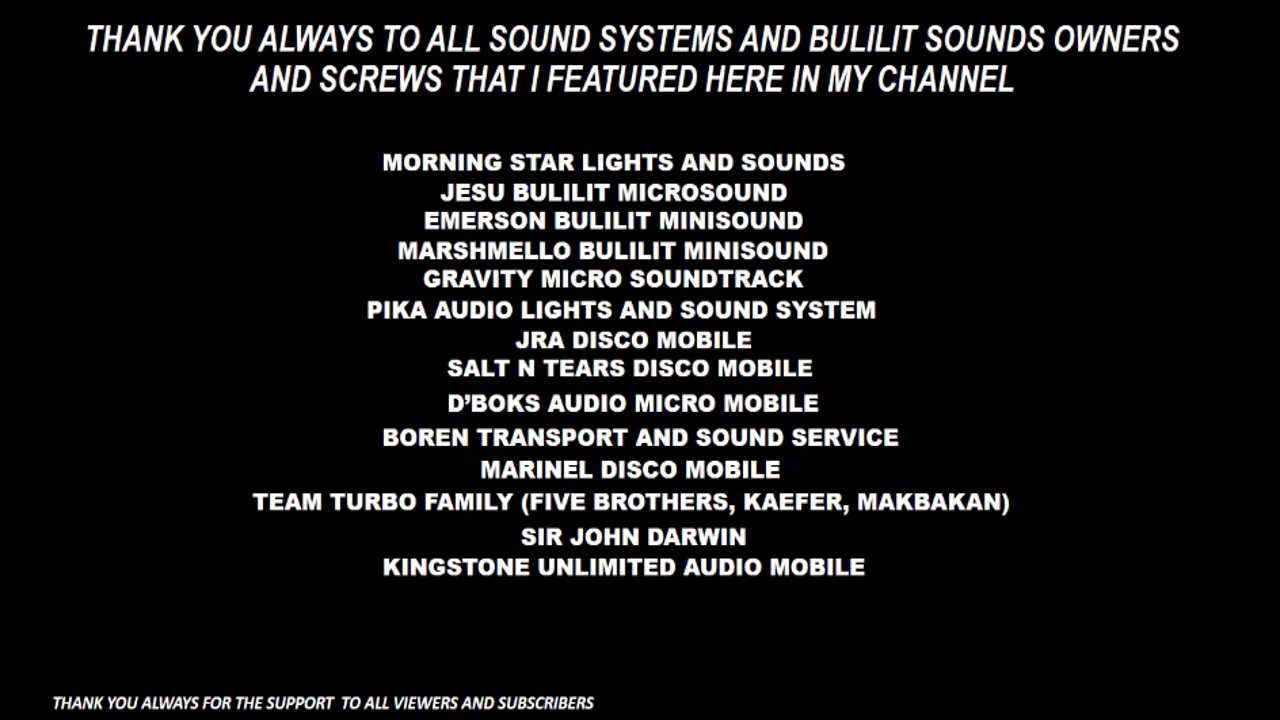 THANK YOU ALWAYS TO ALL SOUND SYSTEMS AND BULILIT SOUNDS OWNERS
AND SCREWS THAT I FEATURED HERE IN MY CHANNEL
MORNING STAR LIGHTS AND SOUNDS
JESU BULILIT MICROSOUND
EMERSON BULILIT MINISOUND
MARSHMELLO BULILIT MINISOUND
GRAVITY MICRO SOUNDTRACK
PIKA AUDIO LIGHTS AND SOUND SYSTEM
JRA DISCO MOBILE
SALT N TEARS DISCO MOBILE
D’BOKS AUDIO MICRO MOBILE
BOREN TRANSPORT AND SOUND SERVICE
MARINEL DISCO MOBILE
TEAM TURBO FAMILY (FIVE BROTHERS, KAEFER, MAKBAKAN)
SIR JOHN DARWIN
KINGSTONE UNLIMITED AUDIO MOBILE
THANK YOU ALWAYS FOR THE SUPPORT TO ALL VIEWERS AND SUBSCRIBERS